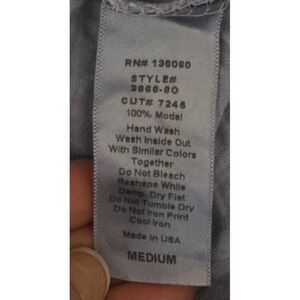 RN# 136060
STYLE#
3668-80
CUT# 7245
100% Modal
Hand Wash
Wash Inside Out
With Similar Colors
Together
Do Not Bleach
Reshape While
Damp, Dry Flat
Do Not Tumble Dry
Do Not Iron Print
Cool Iron
Made In USA
MEDIUM